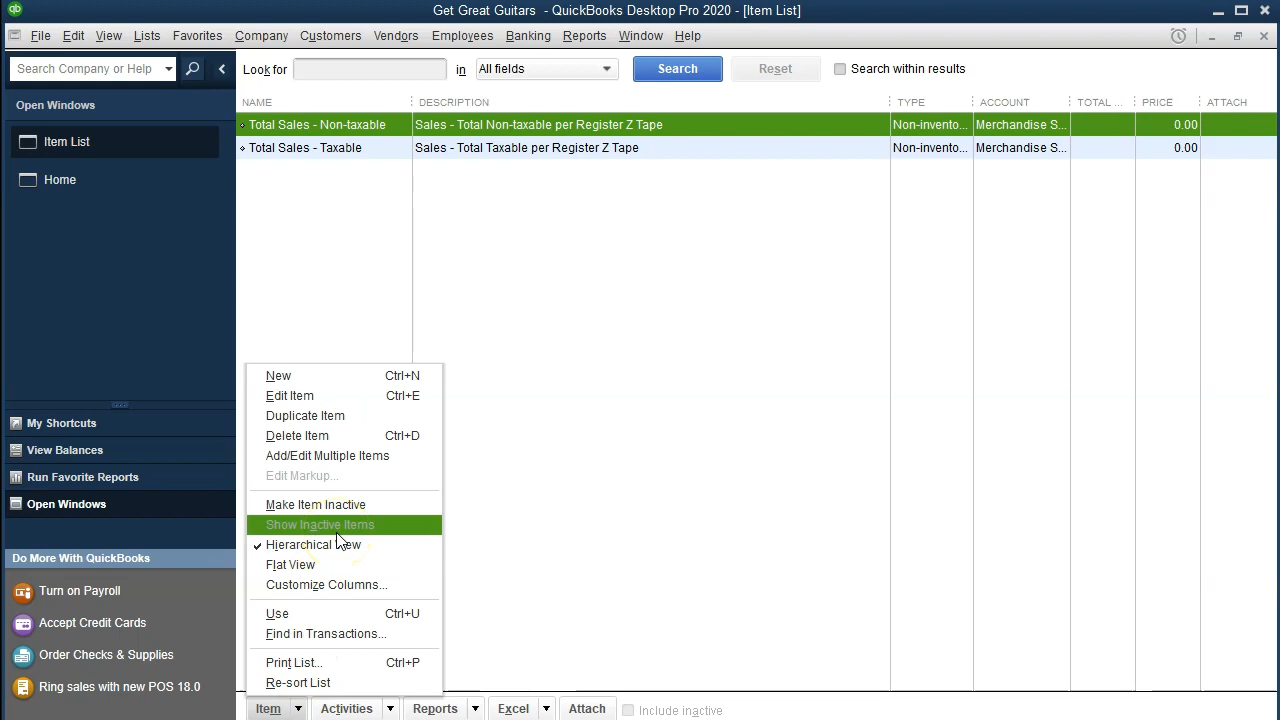 qb Get Great Guitars - QuickBooks Desktop Pro 2020 - [Item List]
File Edit View Lists Favorites Company Customers Vendors Employees Banking Reports Window Help
Search Company or Help
Look for in All fields Search Reset Search within results
Open Windows
NAME DESCRIPTION TYPE ACCOUNT TOTAL ... PRICE ATTACH
Total Sales - Non-taxable Sales - Total Non-taxable per Register Z Tape Non-invento... Merchandise S... 0.00
Item List
Total Sales - Taxable Sales - Total Taxable per Register Z Tape Non-invento... Merchandise S... 0.00
Home
My Shortcuts
View Balances
Run Favorite Reports
Open Windows
Do More With QuickBooks
Turn on Payroll
Accept Credit Cards
Order Checks & Supplies
Ring sales with new POS 18.0
New Ctrl+N
Edit Item Ctrl+E
Duplicate Item
Delete Item Ctrl+D
Add/Edit Multiple Items
Edit Markup...
Make Item Inactive
Show Inactive Items
Hierarchical View
Flat View
Customize Columns...
Use Ctrl+U
Find in Transactions...
Print List... Ctrl+P
Re-sort List
Item Activities Reports Excel Attach Include inactive